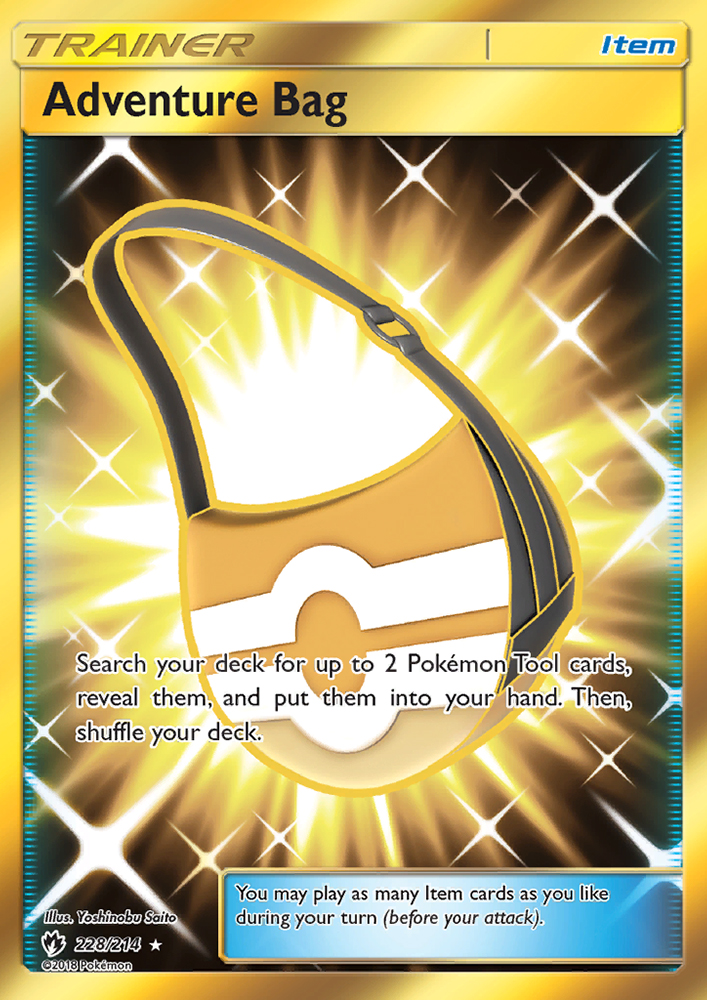 TRAINER
Item
Adventure Bag
Search your deck for up to 2 Pokémon Tool cards,
reveal them, and put them into your hand. Then,
shuffle your deck.
You may play as many Item cards as you like
during your turn (before your attack).
Illus. Yoshinobu Saito
228/214 ★
©2018 Pokémon